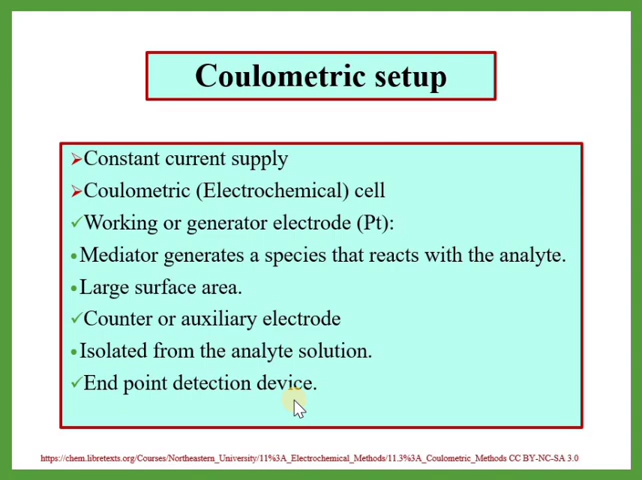 Coulometric setup
➢Constant current supply
➢Coulometric (Electrochemical) cell
✓Working or generator electrode (Pt):
•Mediator generates a species that reacts with the analyte.
•Large surface area.
✓Counter or auxiliary electrode
•Isolated from the analyte solution.
✓End point detection device.
https://chem.libretexts.org/Courses/Northeastern_University/11%3A_Electrochemical_Methods/11.3%3A_Coulometric_Methods CC BY-NC-SA 3.0